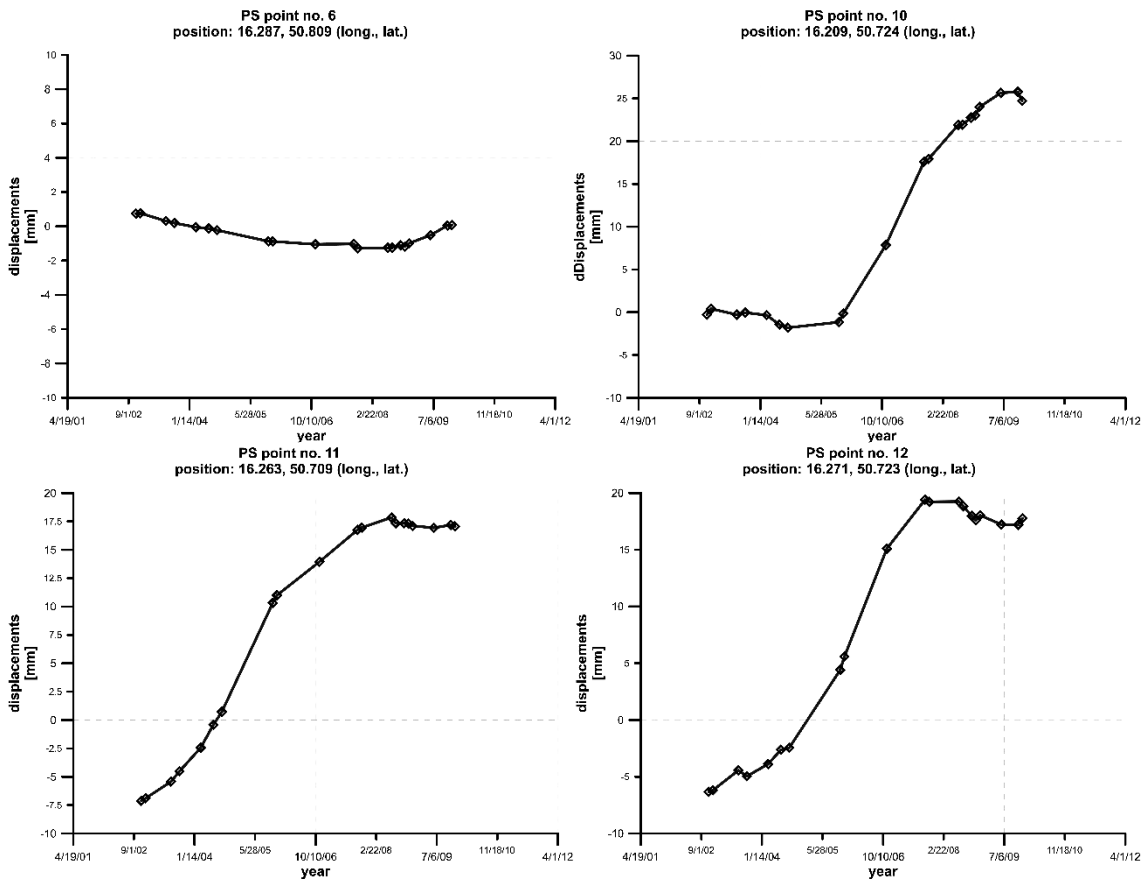 PS point no. 6
position: 16.287, 50.809 (long., lat.)
10
8
6
4
2
0
-2
-4
-6
-8
-10
displacements
[mm]
4/19/01 9/1/02 1/14/04 5/28/05 10/10/06 2/22/08 7/6/09 11/18/10 4/1/12
year
PS point no. 10
position: 16.209, 50.724 (long., lat.)
30
25
20
15
10
5
0
-5
-10
dDisplacements
[mm]
4/19/01 9/1/02 1/14/04 5/28/05 10/10/06 2/22/08 7/6/09 11/18/10 4/1/12
year
PS point no. 11
position: 16.263, 50.709 (long., lat.)
20
17.5
15
12.5
10
7.5
5
2.5
0
-2.5
-5
-7.5
-10
displacements
[mm]
4/19/01 9/1/02 1/14/04 5/28/05 10/10/06 2/22/08 7/6/09 11/18/10 4/1/12
year
PS point no. 12
position: 16.271, 50.723 (long., lat.)
20
15
10
5
0
-5
-10
displacements
[mm]
4/19/01 9/1/02 1/14/04 5/28/05 10/10/06 2/22/08 7/6/09 11/18/10 4/1/12
year